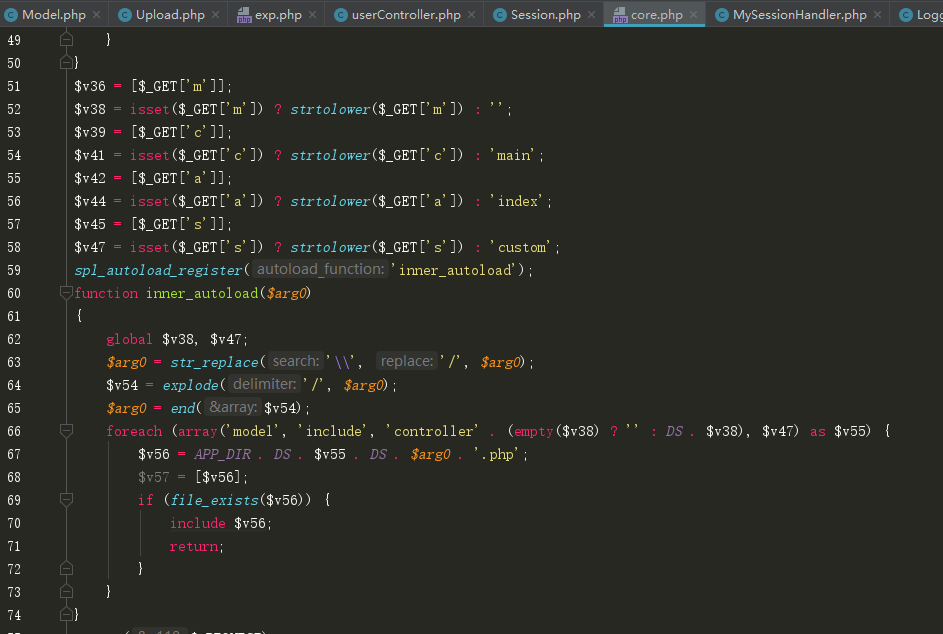 Model.php × Upload.php × exp.php × userController.php × Session.php × core.php × MySessionHandler.php × Logg
49 }
50 }
51 $v36 = [$_GET['m']];
52 $v38 = isset($_GET['m']) ? strtolower($_GET['m']) : '';
53 $v39 = [$_GET['c']];
54 $v41 = isset($_GET['c']) ? strtolower($_GET['c']) : 'main';
55 $v42 = [$_GET['a']];
56 $v44 = isset($_GET['a']) ? strtolower($_GET['a']) : 'index';
57 $v45 = [$_GET['s']];
58 $v47 = isset($_GET['s']) ? strtolower($_GET['s']) : 'custom';
59 spl_autoload_register( autoload_function: 'inner_autoload');
60 function inner_autoload($arg0)
61 {
62 global $v38, $v47;
63 $arg0 = str_replace( search: '\\', replace: '/', $arg0);
64 $v54 = explode( delimiter: '/', $arg0);
65 $arg0 = end( &array: $v54);
66 foreach (array('model', 'include', 'controller' . (empty($v38) ? '' : DS . $v38), $v47) as $v55) {
67 $v56 = APP_DIR . DS . $v55 . DS . $arg0 . '.php';
68 $v57 = [$v56];
69 if (file_exists($v56)) {
70 include $v56;
71 return;
72 }
73 }
74 }